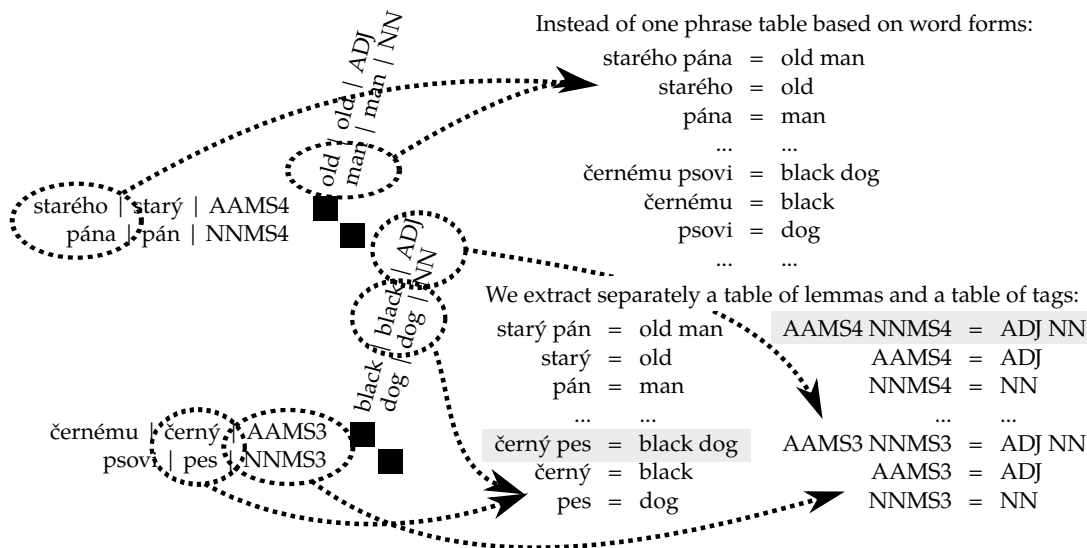 Instead of one phrase table based on word forms:
starého pána = old man
starého = old
pána = man
... ...
černému psovi = black dog
černému = black
psovi = dog
... ...
old | old | ADJ
man | man | NN
starého | starý | AAMS4
pána | pán | NNMS4
black | black | ADJ
dog | dog | NN
černému | černý | AAMS3
psovi | pes | NNMS3
We extract separately a table of lemmas and a table of tags:
starý pán = old man
starý = old
pán = man
... ...
černý pes = black dog
černý = black
pes = dog
AAMS4 NNMS4 = ADJ NN
AAMS4 = ADJ
NNMS4 = NN
... ...
AAMS3 NNMS3 = ADJ NN
AAMS3 = ADJ
NNMS3 = NN